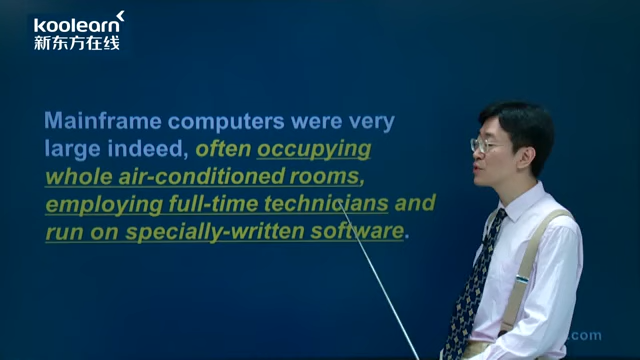 koolearn
新东方在线
Mainframe computers were very
large indeed, often occupying
whole air-conditioned rooms,
employing full-time technicians and
run on specially-written software.
.com